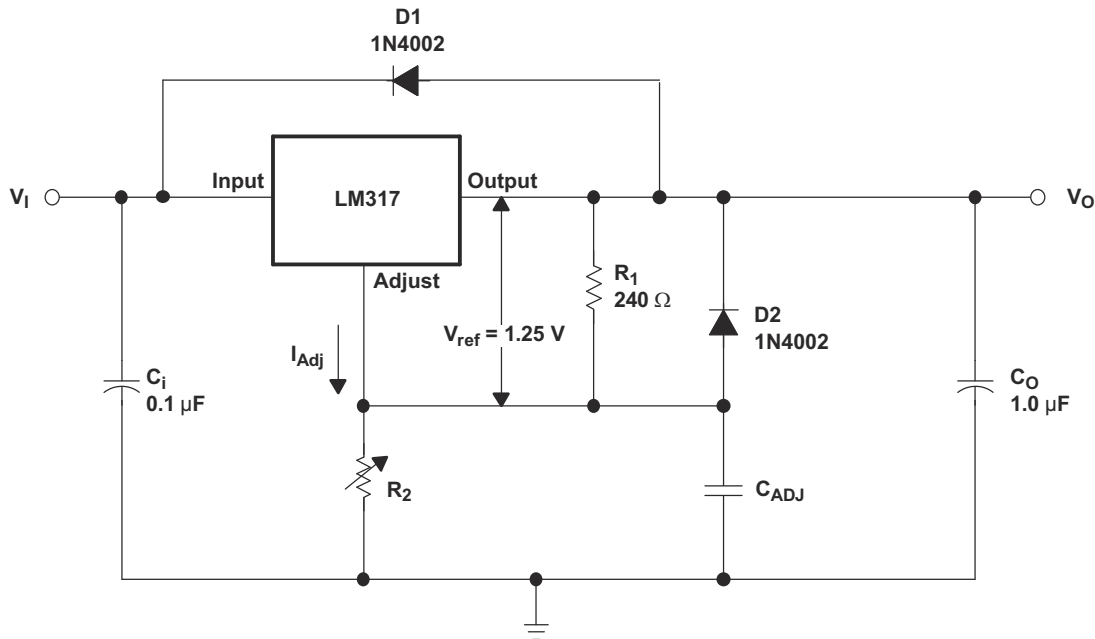 D1
1N4002
Input
Output
LM317
V_I
V_O
Adjust
R_1
240 Ω
D2
1N4002
V_ref = 1.25 V
I_Adj
C_i
0.1 µF
C_O
1.0 µF
R_2
C_ADJ